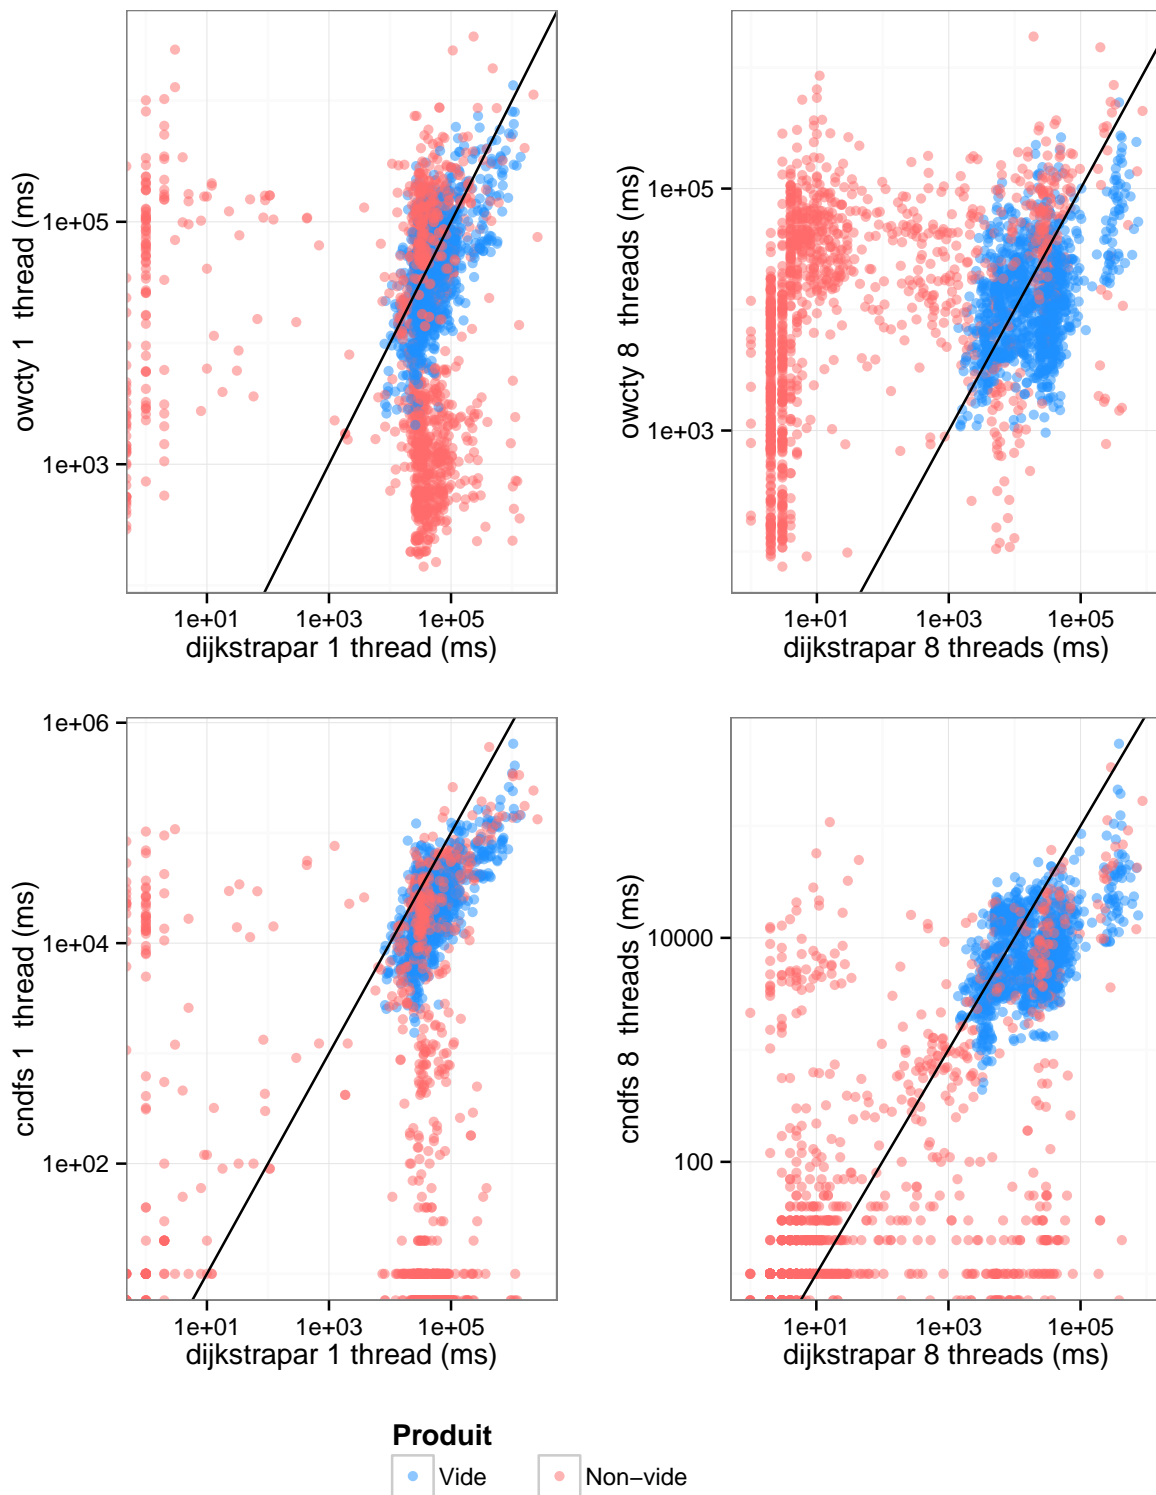 owcty 1 thread (ms)
1e+05
1e+03
1e+01 1e+03 1e+05
dijkstrapar 1 thread (ms)
owcty 8 threads (ms)
1e+05
1e+03
1e+01 1e+03 1e+05
dijkstrapar 8 threads (ms)
cndfs 1 thread (ms)
1e+06
1e+04
1e+02
1e+01 1e+03 1e+05
dijkstrapar 1 thread (ms)
cndfs 8 threads (ms)
10000
100
1e+01 1e+03 1e+05
dijkstrapar 8 threads (ms)
Produit
Vide Non−vide